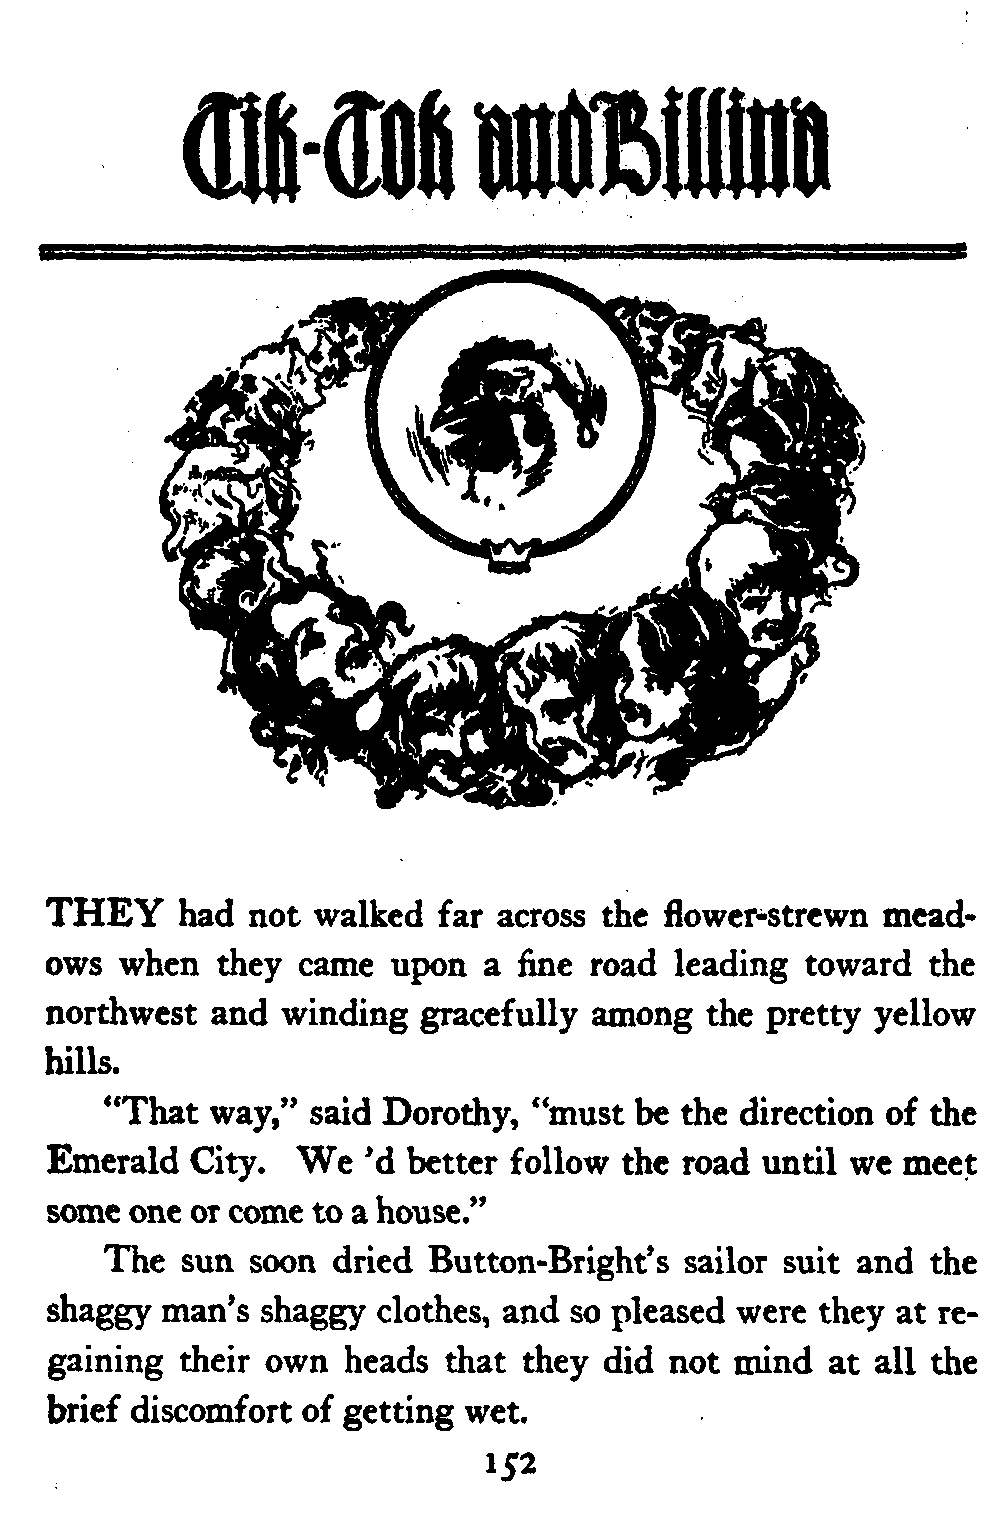 Tik-Tok and Billina
THEY had not walked far across the flower-strewn mead-
ows when they came upon a fine road leading toward the
northwest and winding gracefully among the pretty yellow
hills.
“That way,” said Dorothy, “must be the direction of the
Emerald City. We ’d better follow the road until we meet
some one or come to a house.”
The sun soon dried Button-Bright’s sailor suit and the
shaggy man’s shaggy clothes, and so pleased were they at re-
gaining their own heads that they did not mind at all the
brief discomfort of getting wet.
152